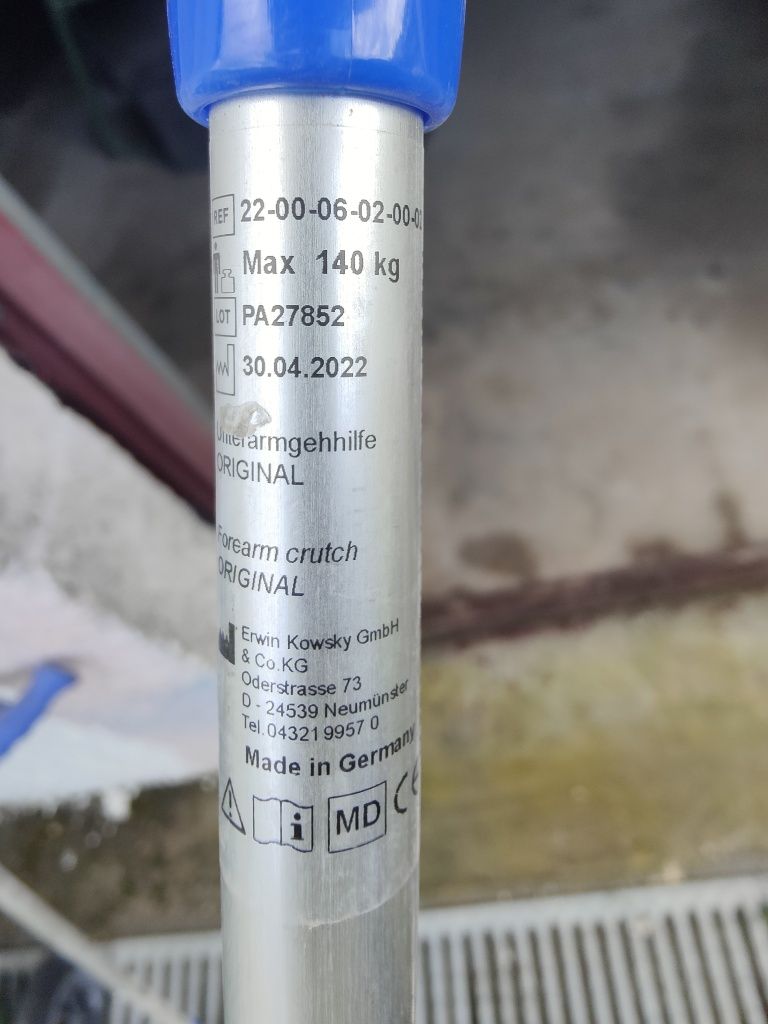 REF 22-00-06-02-00-0
Max 140 kg
LOT PA27852
30.04.2022
Unterarmgehhilfe
ORIGINAL
Forearm crutch
ORIGINAL
Erwin Kowsky GmbH
& Co.KG
Oderstrasse 73
D - 24539 Neumünster
Tel.04321 9957 0
Made in Germany
i MD CE